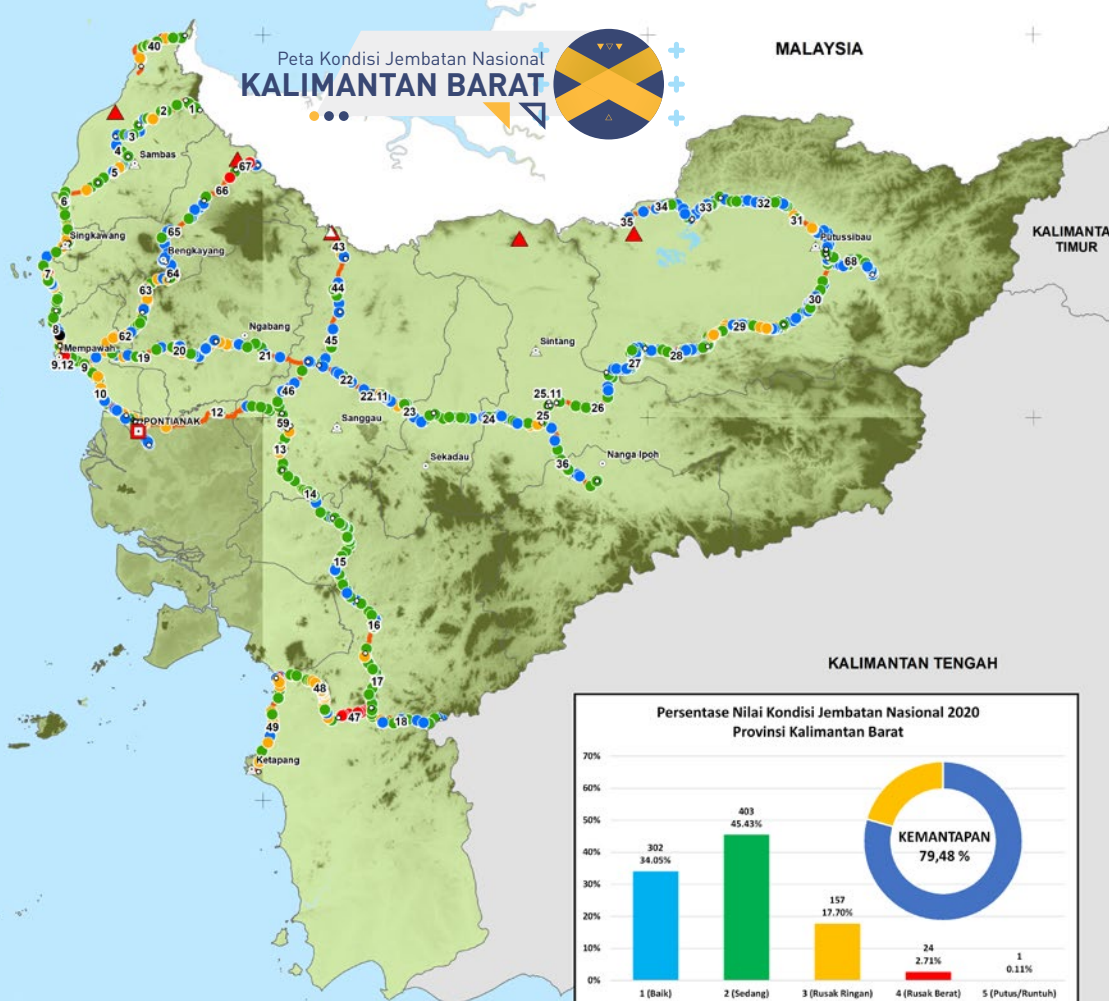 Peta Kondisi Jembatan Nasional
KALIMANTAN BARAT
MALAYSIA
KALIMANTA
TIMUR
KALIMANTAN TENGAH
40
2
1
3
4
Sambas
5
67
66
6
Singkawang
65
Bengkayang
64
7
63
8
62
Mempawah
9.12
9
19
20
Ngabang
21
10
12
PONTIANAK
43
44
45
46
22
22.11
23
24
Sanggau
Sekadau
Sintang
25.11
25
26
27
28
29
30
31
32
33
34
35
Putussibau
68
36
Nanga Ipoh
59
13
14
15
16
17
18
47
48
49
Ketapang
Persentase Nilai Kondisi Jembatan Nasional 2020
Provinsi Kalimantan Barat
70%
60%
50%
40%
30%
20%
10%
0%
302
34.05%
403
45.43%
157
17.70%
24
2.71%
1
0.11%
KEMANTAPAN
79,48 %
1 (Baik)
2 (Sedang)
3 (Rusak Ringan)
4 (Rusak Berat)
5 (Putus/Runtuh)